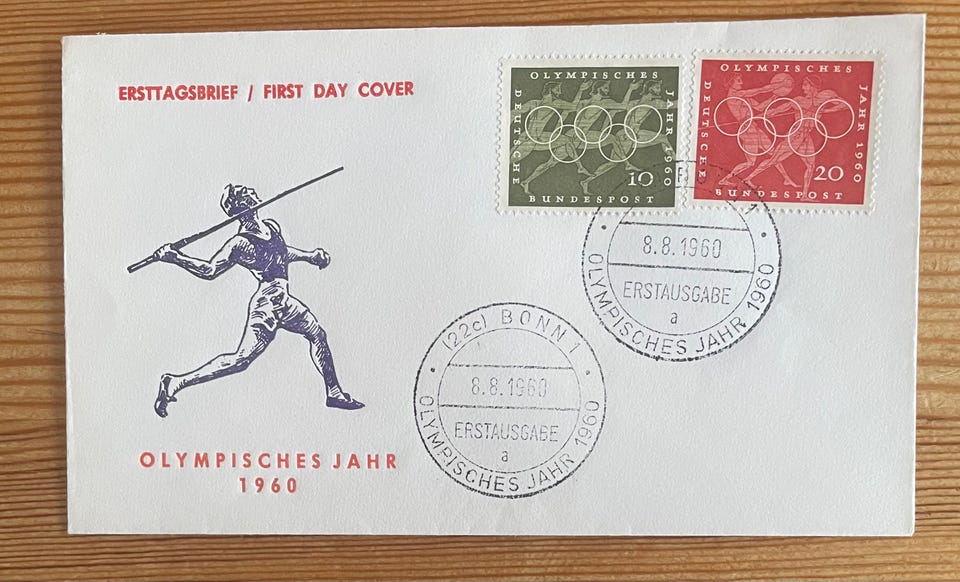 ERSTTAGSBRIEF / FIRST DAY COVER
OLYMPISCHES
DEUTSCHE
JAHR 1960
10
BUNDESPOST
OLYMPISCHES
DEUTSCHE
JAHR 1960
20
BUNDESPOST
8.8.1960
ERSTAUSGABE
a
OLYMPISCHES JAHR 1960
(22c) BONN 1
8.8.1960
ERSTAUSGABE
a
OLYMPISCHES JAHR 1960
OLYMPISCHES JAHR
1960